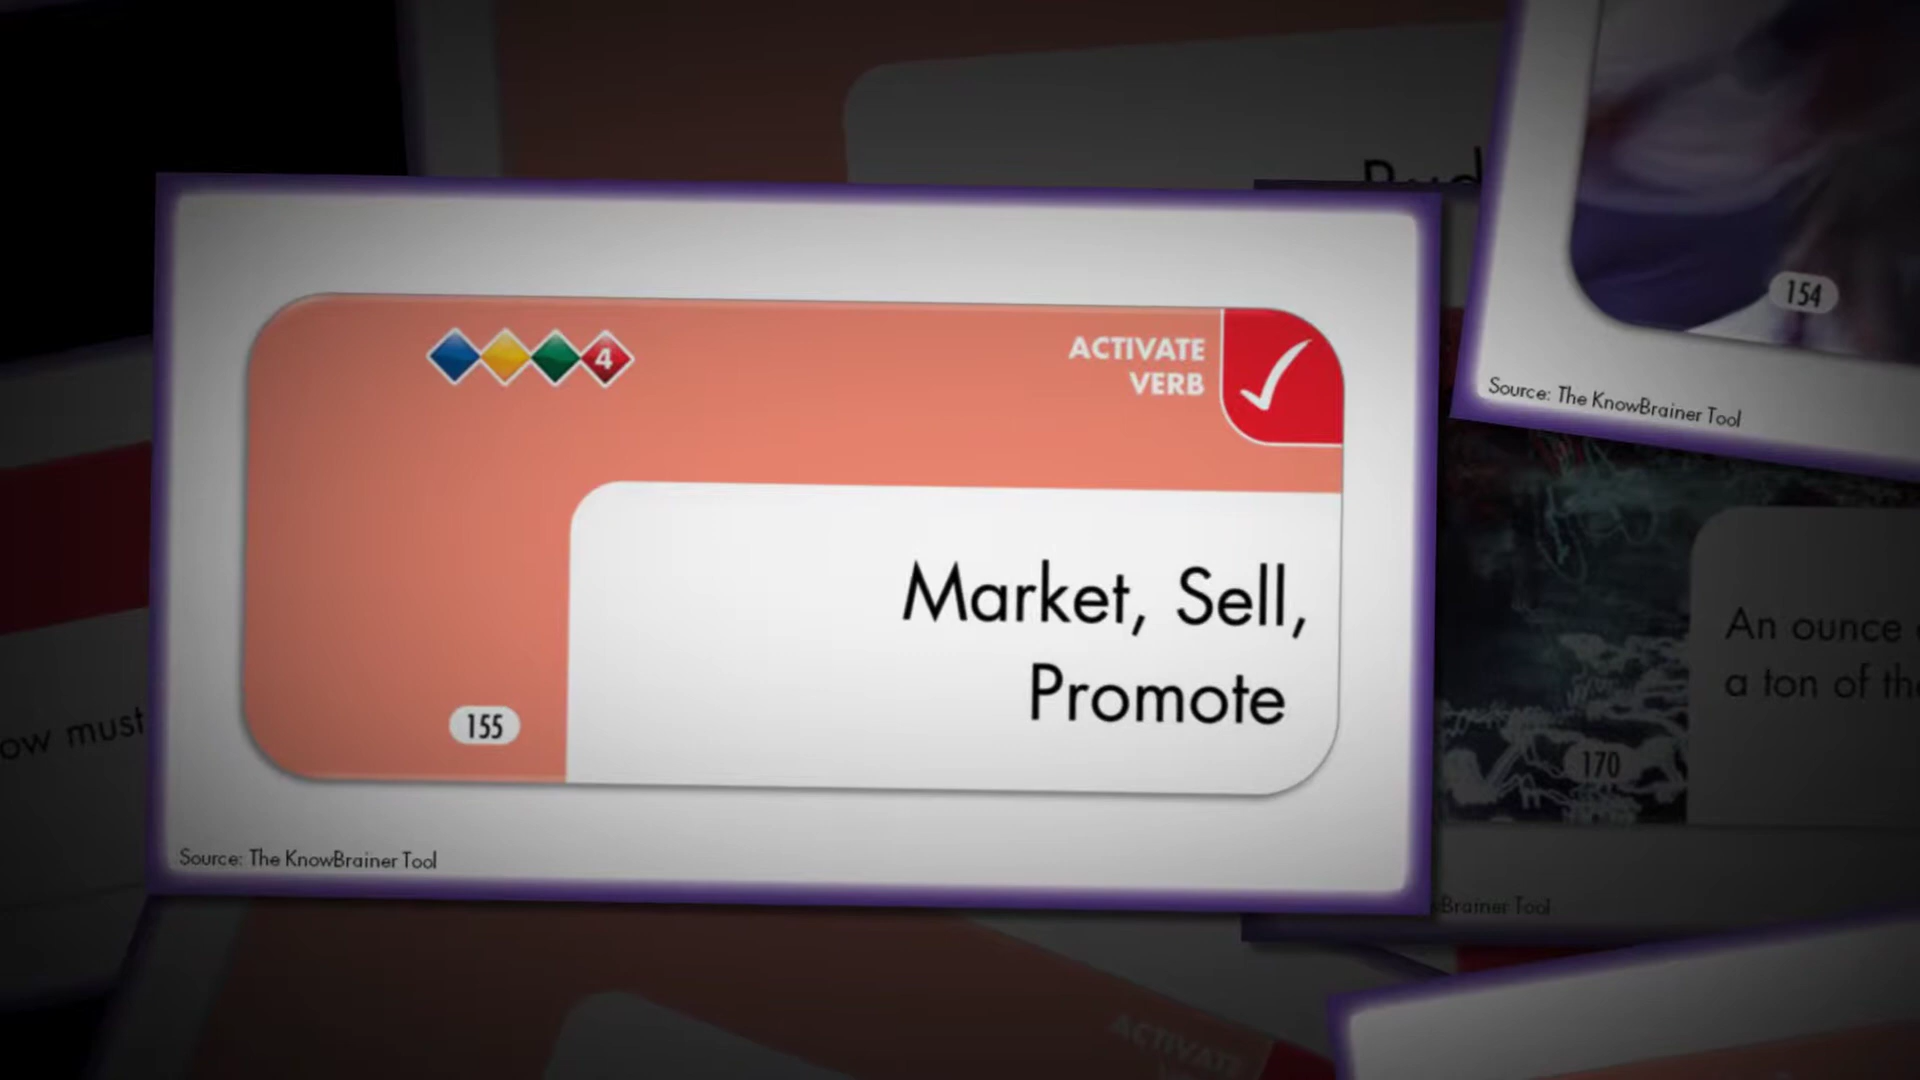 4
ACTIVATE
VERB
Market, Sell,
Promote
155
Source: The KnowBrainer Tool
154
Source: The KnowBrainer Tool
ow must
An ounce
a ton of
170
Brainer Tool
ACTIVATE